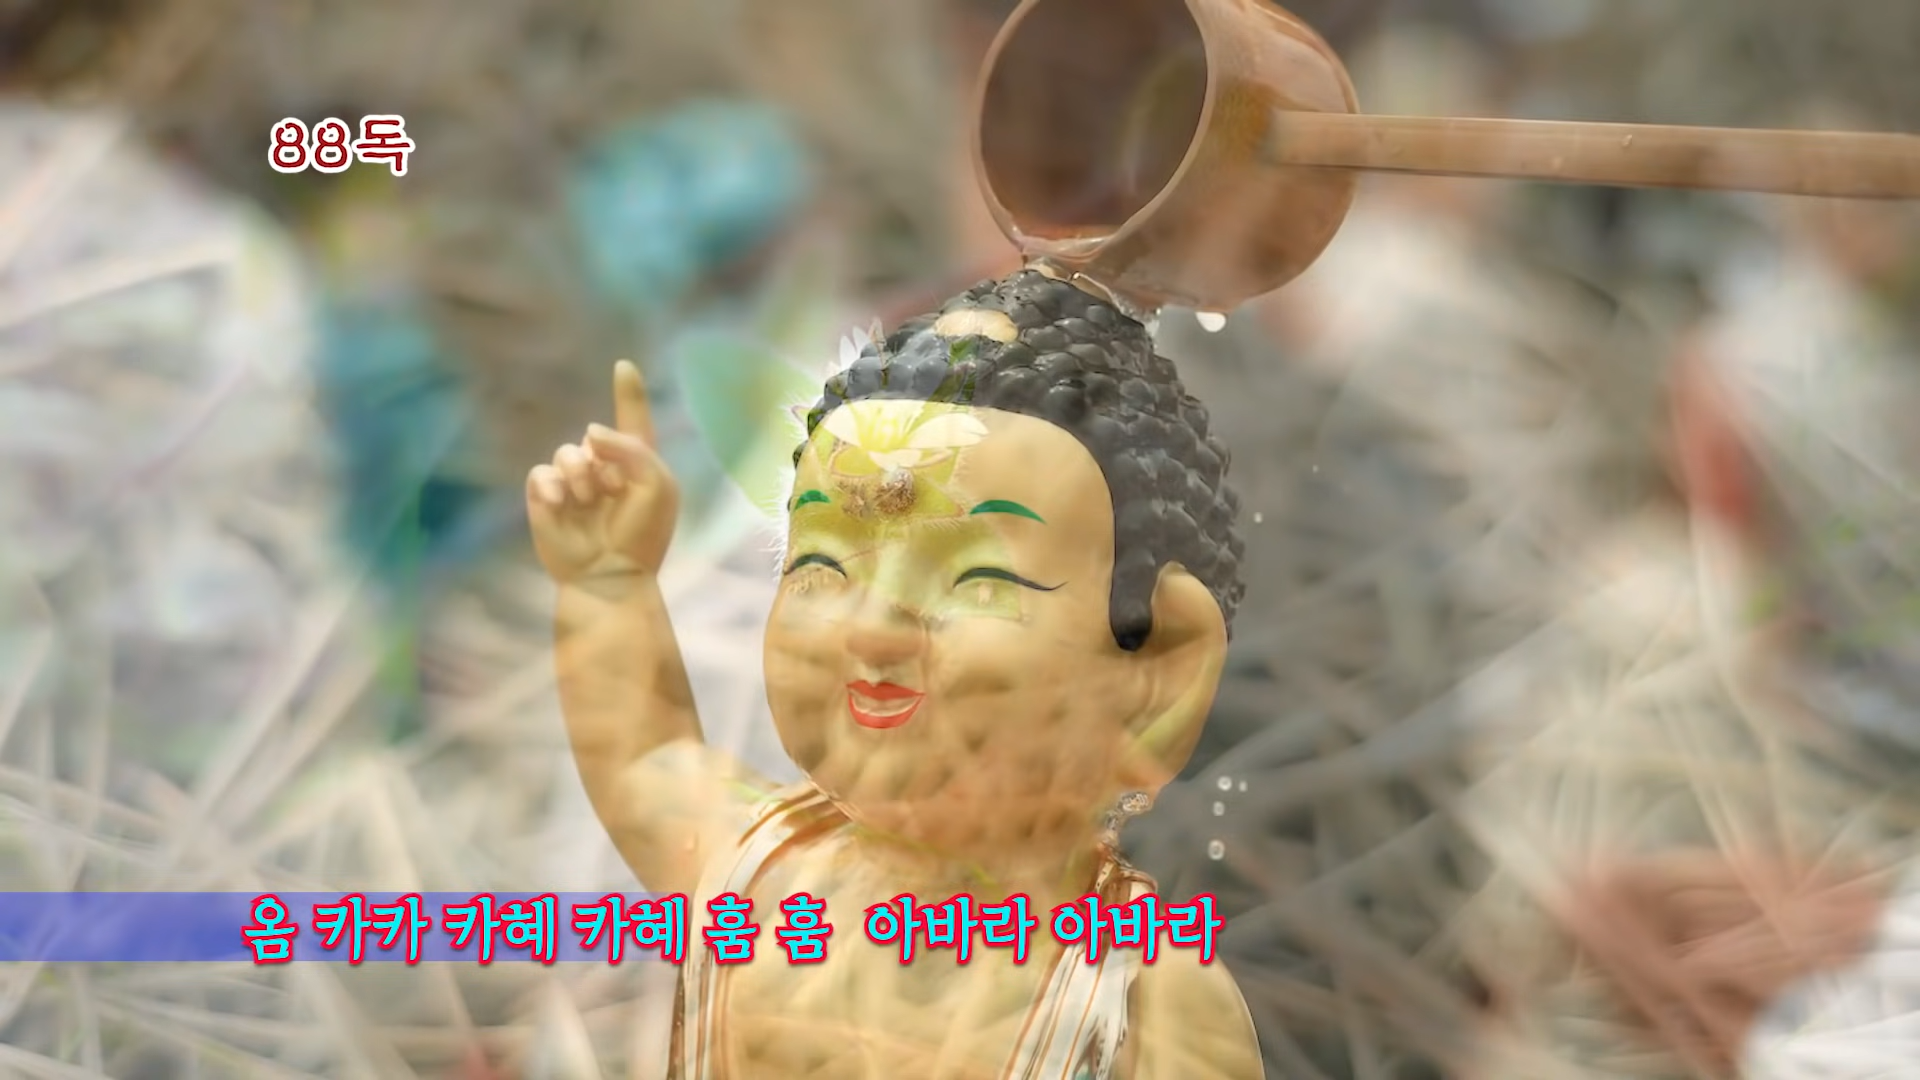 88독
옴 카카 카혜 카혜 훔 훔 아바라 아바라